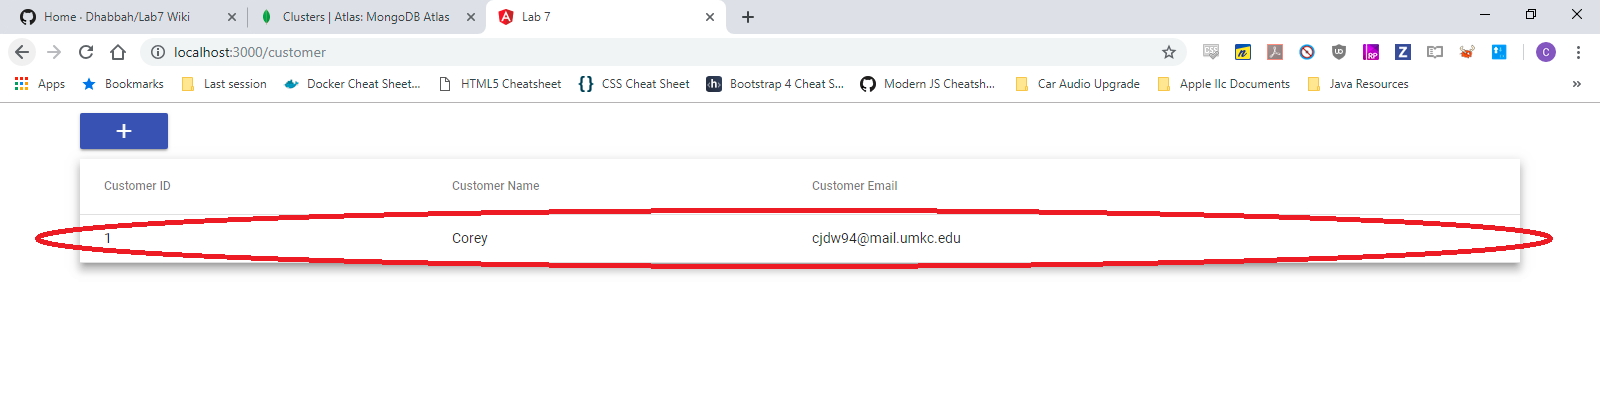 Home · Dhabbah/Lab7 Wiki
Clusters | Atlas: MongoDB Atlas
Lab 7
localhost:3000/customer
Apps Bookmarks Last session Docker Cheat Sheet... HTML5 Cheatsheet CSS Cheat Sheet Bootstrap 4 Cheat S... Modern JS Cheatsh... Car Audio Upgrade Apple IIc Documents Java Resources »
+
Customer ID Customer Name Customer Email
1 Corey cjdw94@mail.umkc.edu